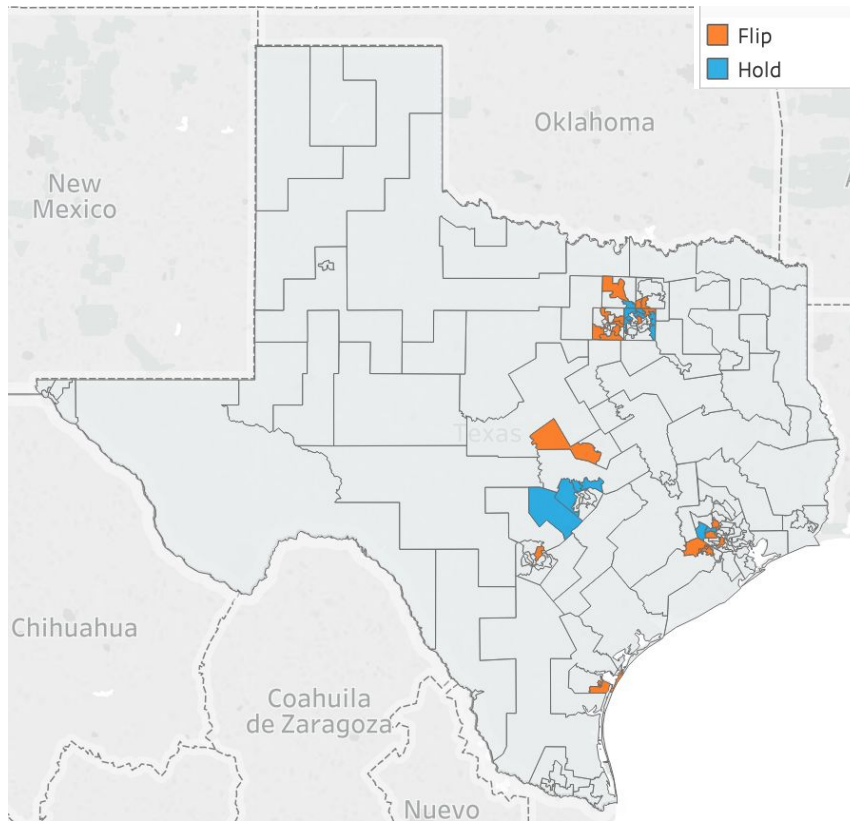 Flip
Hold
Oklahoma
New
Mexico
Texas
Chihuahua
Coahuila
de Zaragoza
Nuevo